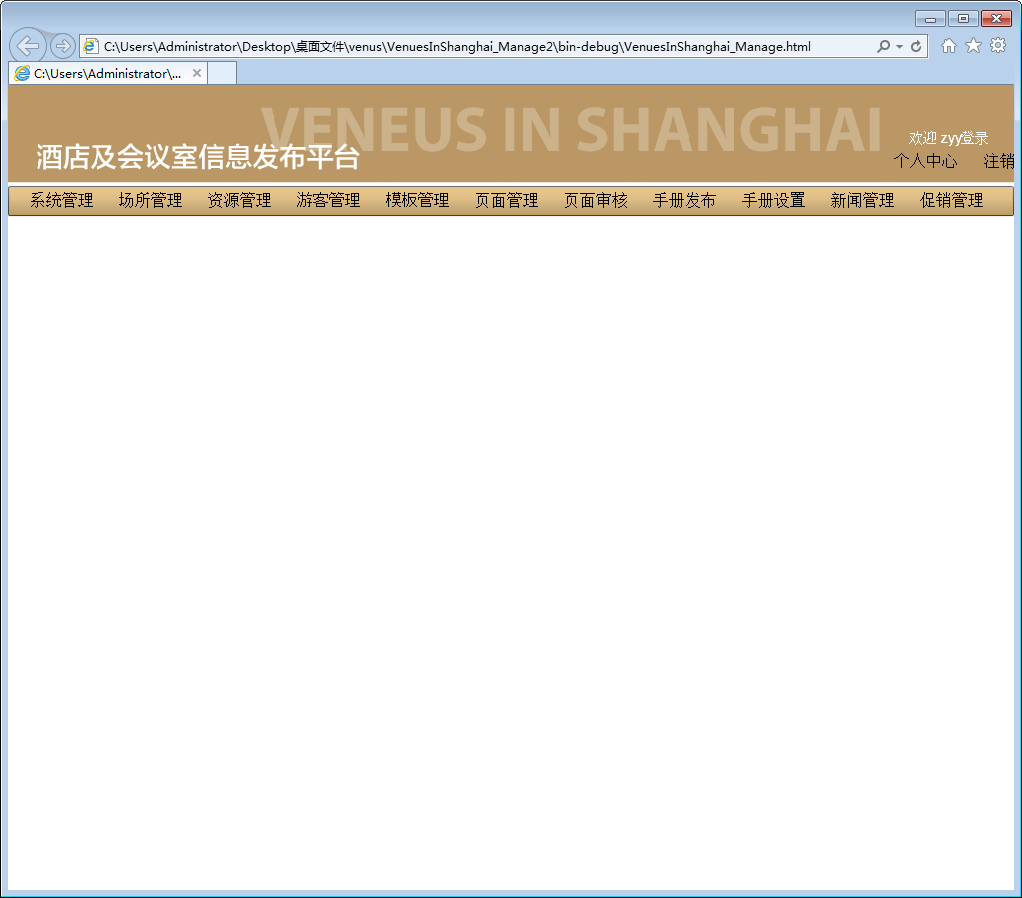 C:\Users\Administrator\Desktop\桌面文件\venus\VenuesInShanghai_Manage2\bin-debug\VenuesInShanghai_Manage.html
C:\Users\Administrator\...
VENEUS IN SHANGHAI
酒店及会议室信息发布平台
欢迎 zyy登录
个人中心 注销
系统管理 场所管理 资源管理 游客管理 模板管理 页面管理 页面审核 手册发布 手册设置 新闻管理 促销管理